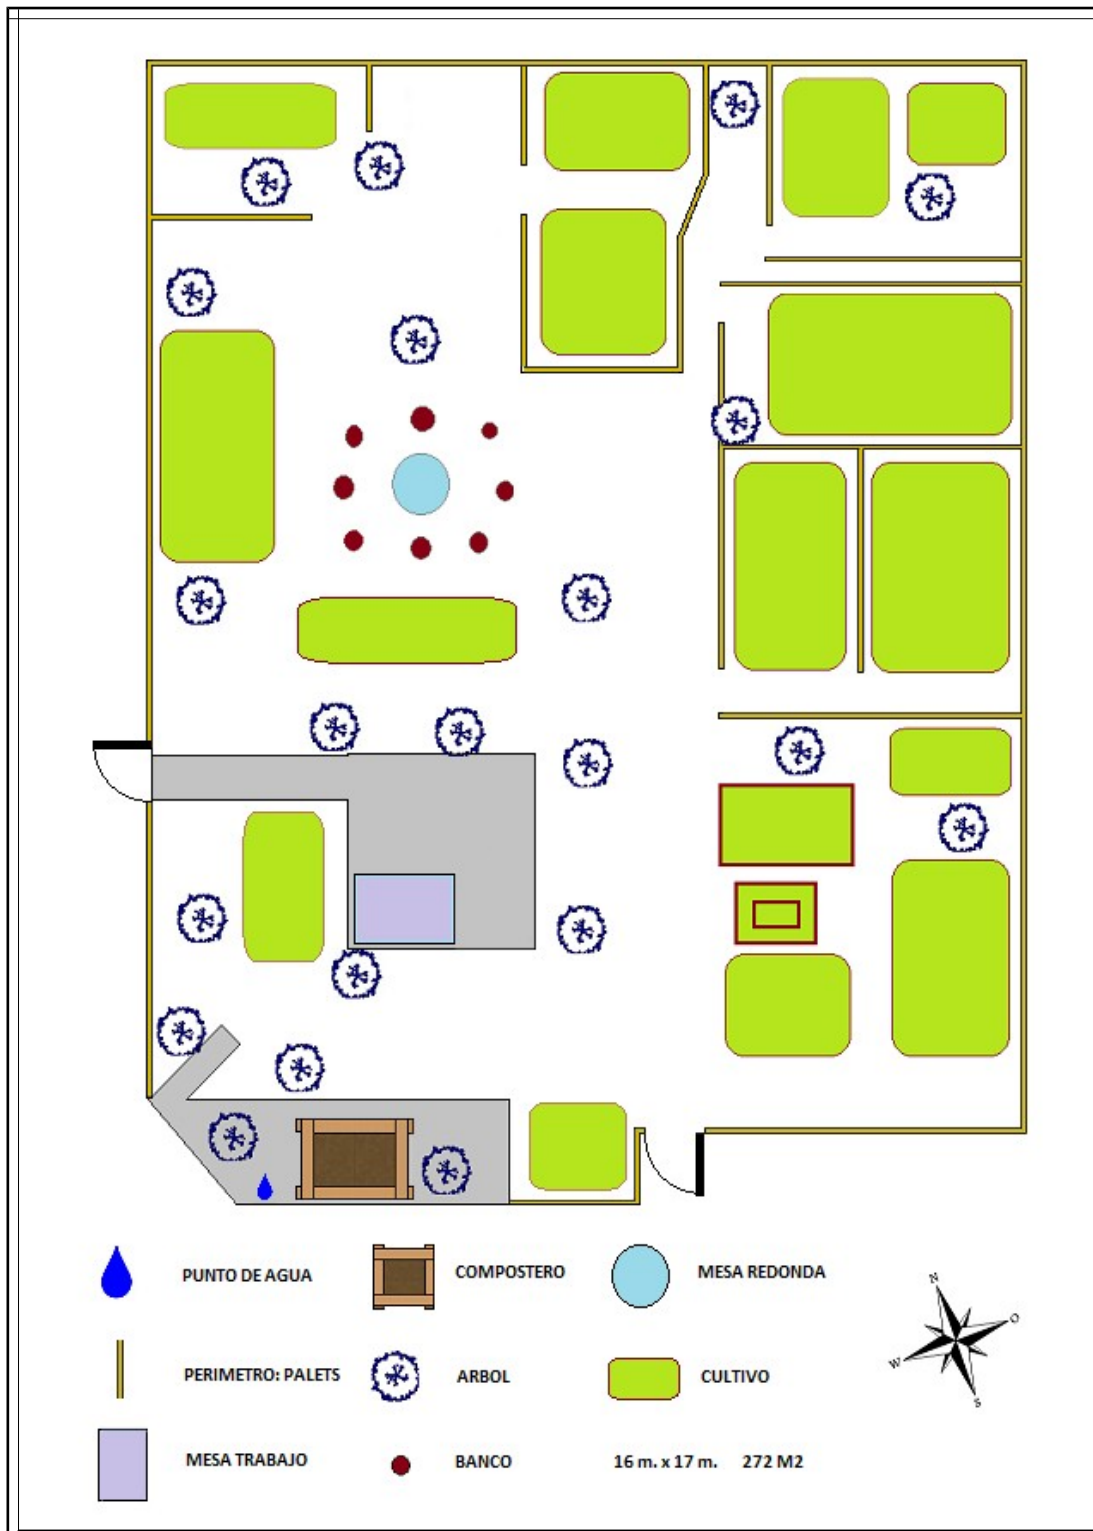 PUNTO DE AGUA
COMPOSTERO
MESA REDONDA
N
O
W
S
PERIMETRO: PALETS
ARBOL
CULTIVO
MESA TRABAJO
BANCO
16 m. x 17 m. 272 M2